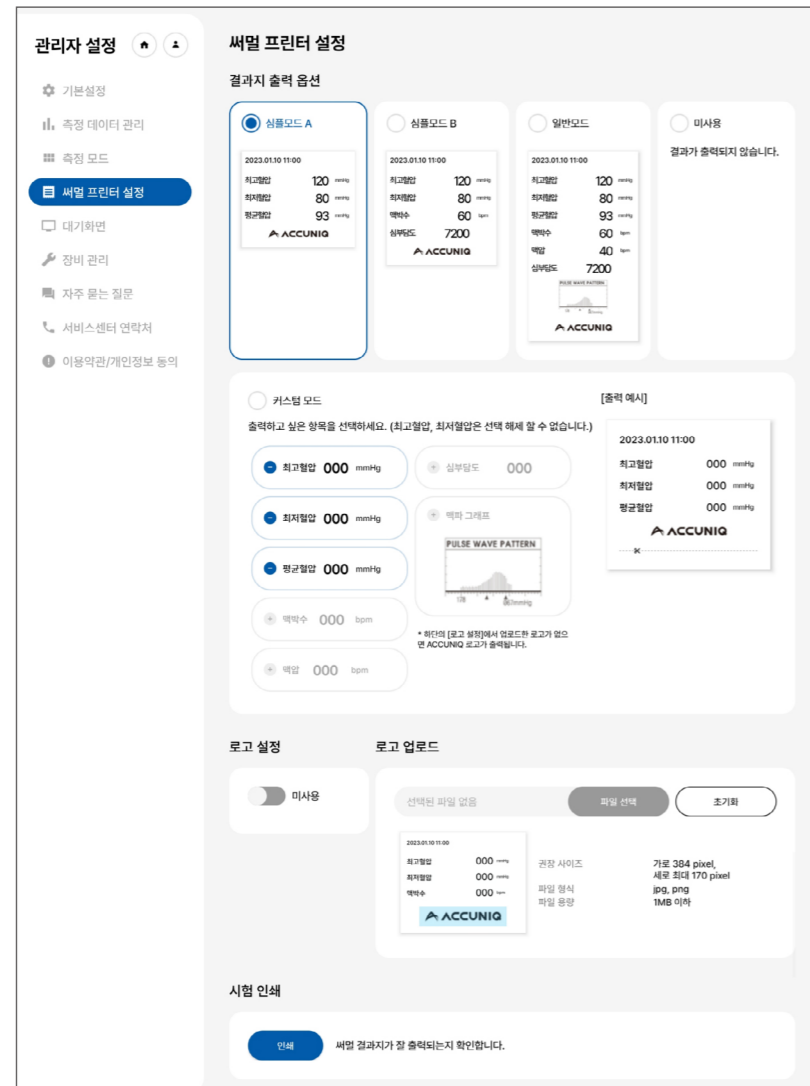 관리자 설정
기본설정
측정 데이터 관리
측정 모드
써멀 프린터 설정
대기화면
장비 관리
자주 묻는 질문
서비스센터 연락처
이용약관/개인정보 동의
써멀 프린터 설정
결과지 출력 옵션
심플모드 A
2023.01.10 11:00
최고혈압 120 mmHg
최저혈압 80 mmHg
평균혈압 93 mmHg
ACCUNIQ
심플모드 B
2023.01.10 11:00
최고혈압 120 mmHg
최저혈압 80 mmHg
맥박수 60 bpm
심부담도 7200
ACCUNIQ
일반모드
2023.01.10 11:00
최고혈압 120 mmHg
최저혈압 80 mmHg
평균혈압 93 mmHg
맥박수 60 bpm
맥압 40 bpm
심부담도 7200
PULSE WAVE PATTERN
ACCUNIQ
미사용
결과가 출력되지 않습니다.
커스텀 모드
출력하고 싶은 항목을 선택하세요. (최고혈압, 최저혈압은 선택 해제 할 수 없습니다.)
최고혈압 000 mmHg
최저혈압 000 mmHg
평균혈압 000 mmHg
맥박수 000 bpm
맥압 000 bpm
심부담도 000
맥파 그래프
PULSE WAVE PATTERN
* 하단의 [로고 설정]에서 업로드한 로고가 없으
면 ACCUNIQ 로고가 출력됩니다.
[출력 예시]
2023.01.10 11:00
최고혈압 000 mmHg
최저혈압 000 mmHg
평균혈압 000 mmHg
ACCUNIQ
로고 설정
미사용
로고 업로드
선택된 파일 없음
파일 선택
초기화
2023.01.10 11:00
최고혈압 000 mmHg
최저혈압 000 mmHg
맥박수 000
ACCUNIQ
권장 사이즈 가로 384 pixel,
세로 최대 170 pixel
파일 형식 jpg, png
파일 용량 1MB 이하
시험 인쇄
인쇄
써멀 결과지가 잘 출력되는지 확인합니다.